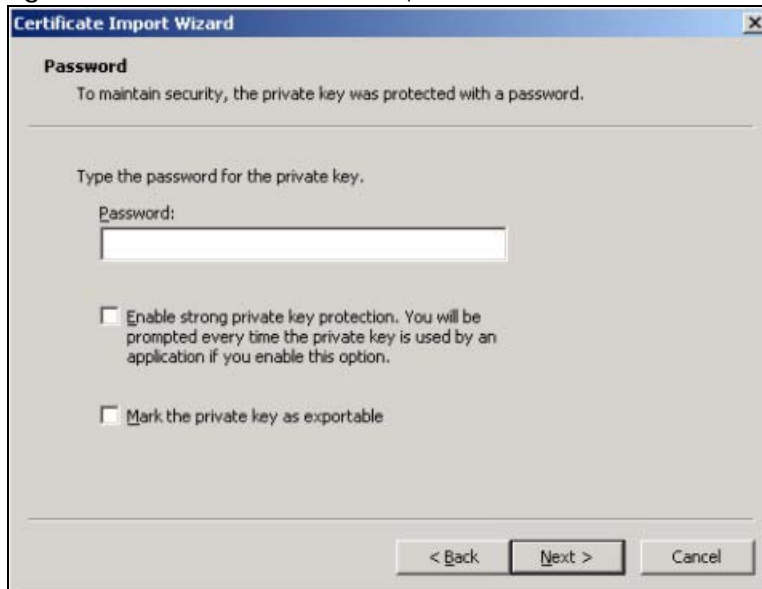 Certificate Import Wizard
Password
To maintain security, the private key was protected with a password.
Type the password for the private key.
Password:
Enable strong private key protection. You will be
prompted every time the private key is used by an
application if you enable this option.
Mark the private key as exportable
< Back Next > Cancel